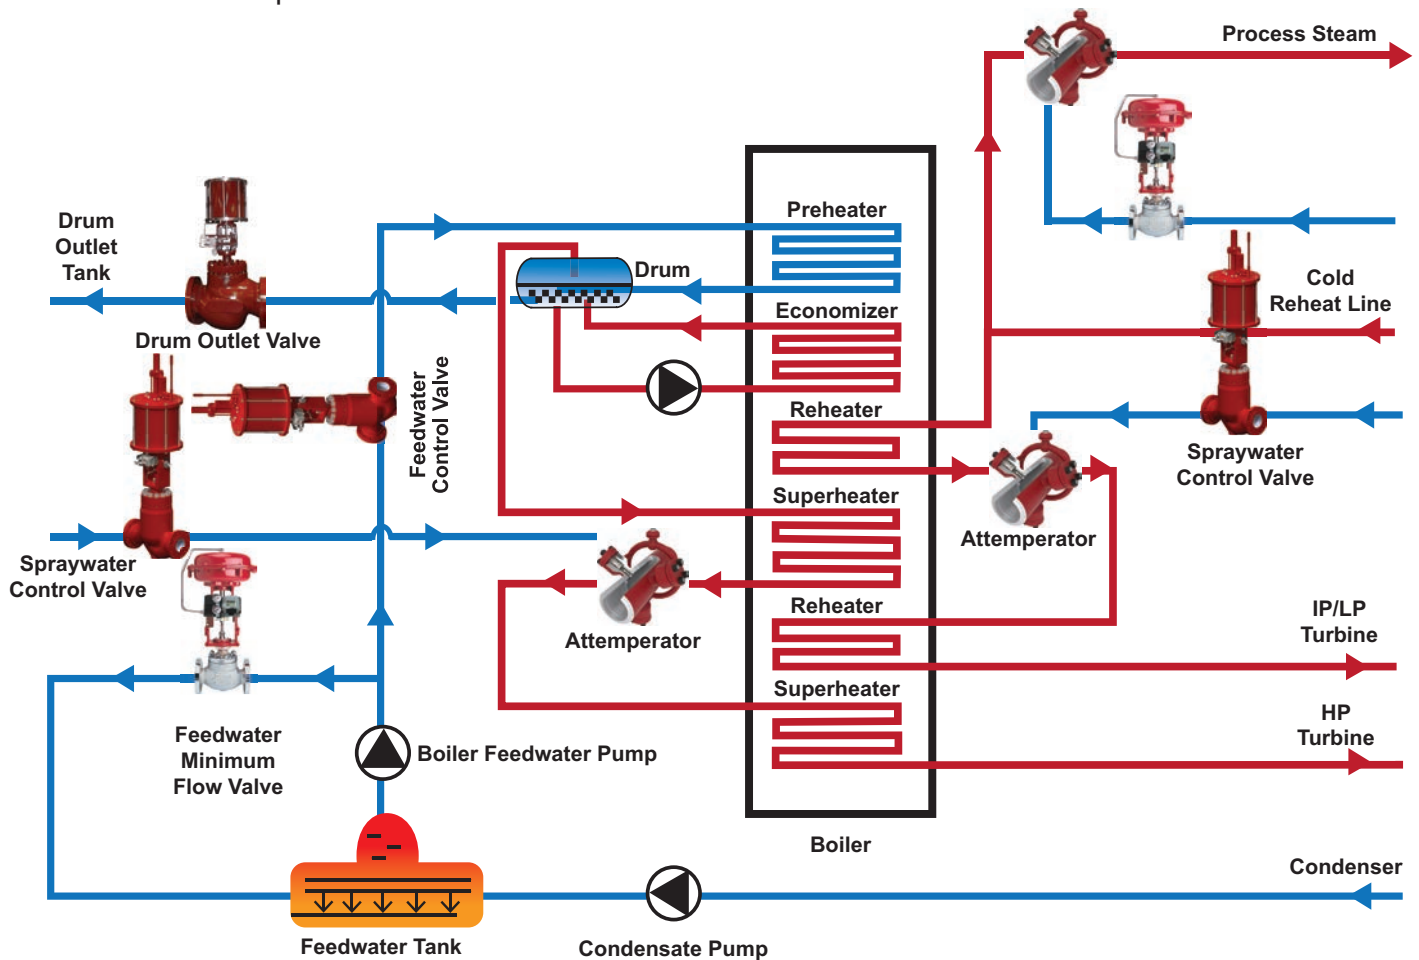 Process Steam
Preheater
Drum
Outlet
Tank
Drum
Cold
Reheat Line
Economizer
Drum Outlet Valve
Feedwater
Control Valve
Reheater
Spraywater
Control Valve
Superheater
Attemperator
Spraywater
Control Valve
Reheater
IP/LP
Turbine
Attemperator
Superheater
HP
Turbine
Feedwater
Minimum
Flow Valve
Boiler Feedwater Pump
Boiler
Condenser
Feedwater Tank
Condensate Pump